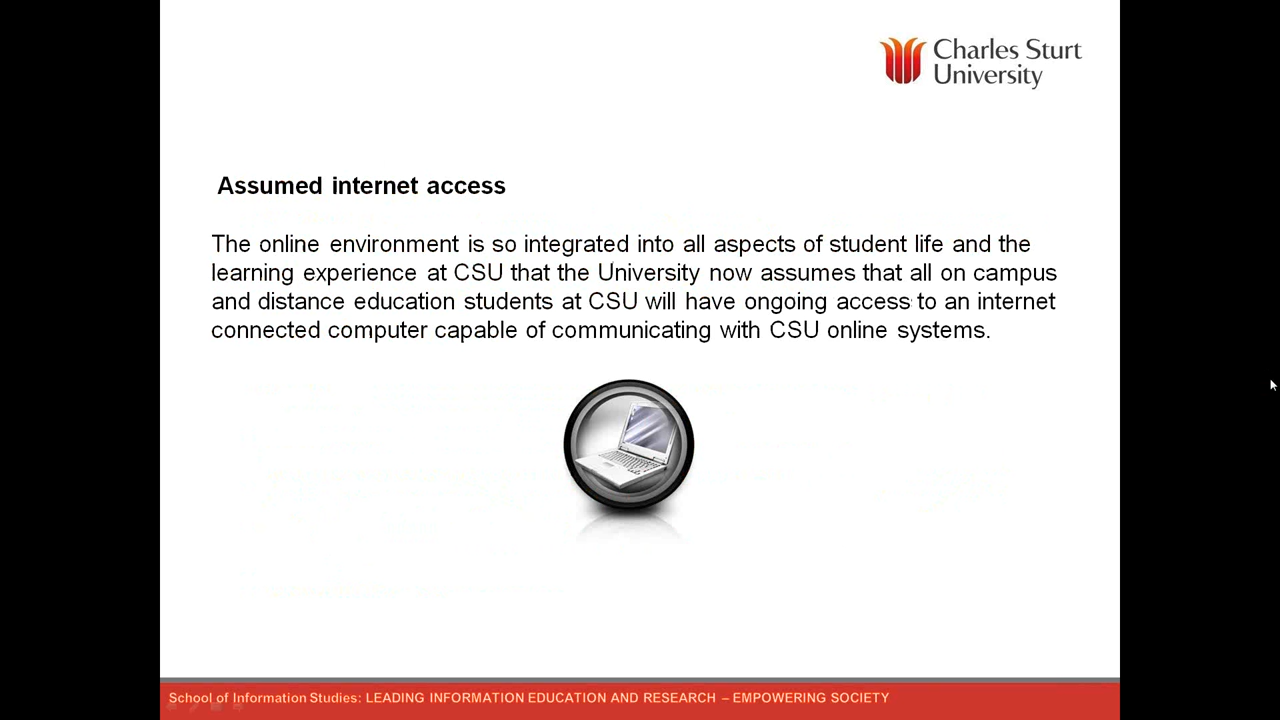 Charles Sturt
University
Assumed internet access
The online environment is so integrated into all aspects of student life and the
learning experience at CSU that the University now assumes that all on campus
and distance education students at CSU will have ongoing access to an internet
connected computer capable of communicating with CSU online systems.
School of Information Studies: LEADING INFORMATION EDUCATION AND RESEARCH – EMPOWERING SOCIETY